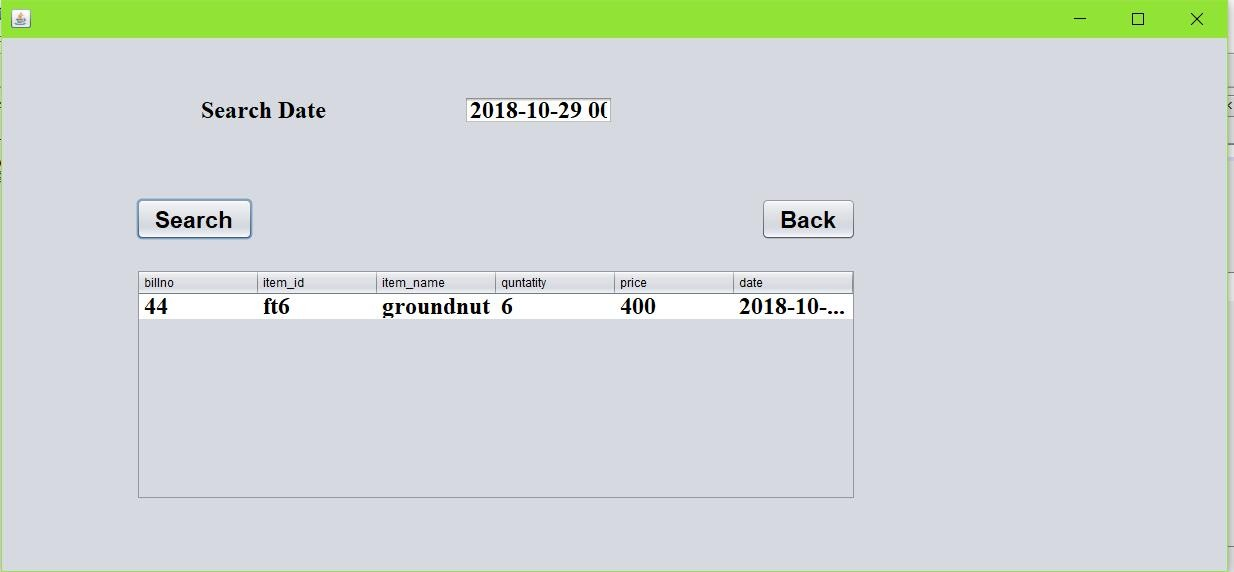 Search Date 2018-10-29 00
Search Back
billno item_id item_name quntatity price date
44 ft6 groundnut 6 400 2018-10-...